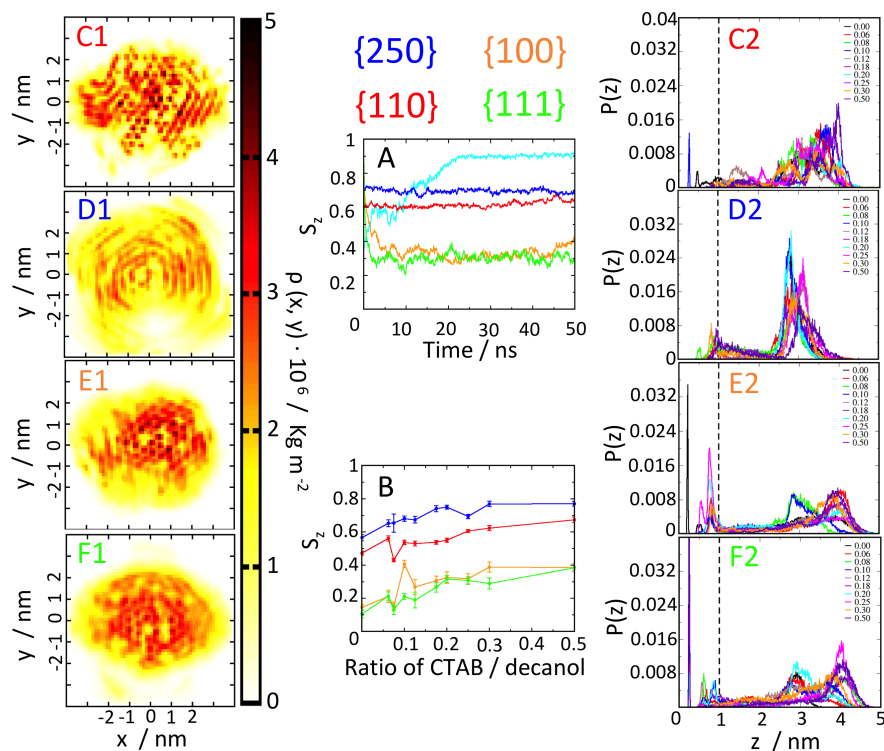 C1
y / nm
-2-1 0 1 2
D1
y / nm
-2-1 0 1 2
E1
y / nm
-2-1 0 1 2
F1
y / nm
-2-1 0 1 2
-2-1 0 1 2
x / nm
5
4
3
2
1
0
ρ (x, y) · 10⁶ / Kg m⁻²
{250} {100}
{110} {111}
A
S_z
1
0.8
0.6
0.4
0.2
10 20 30 40 50
Time / ns
B
S_z
1
0.8
0.6
0.4
0.2
0.1 0.2 0.3 0.4 0.5
Ratio of CTAB / decanol
C2
P(z)
0.04
0.032
0.024
0.016
0.008
0.00
0.06
0.08
0.10
0.12
0.18
0.20
0.25
0.30
0.50
D2
P(z)
0.032
0.024
0.016
0.008
0.00
0.06
0.08
0.10
0.12
0.18
0.20
0.25
0.30
0.50
E2
P(z)
0.032
0.024
0.016
0.008
0.00
0.06
0.08
0.10
0.12
0.18
0.20
0.25
0.30
0.50
F2
P(z)
0.032
0.024
0.016
0.008
0.00
0.06
0.08
0.10
0.12
0.18
0.20
0.25
0.30
0.50
0 1 2 3 4 5
z / nm